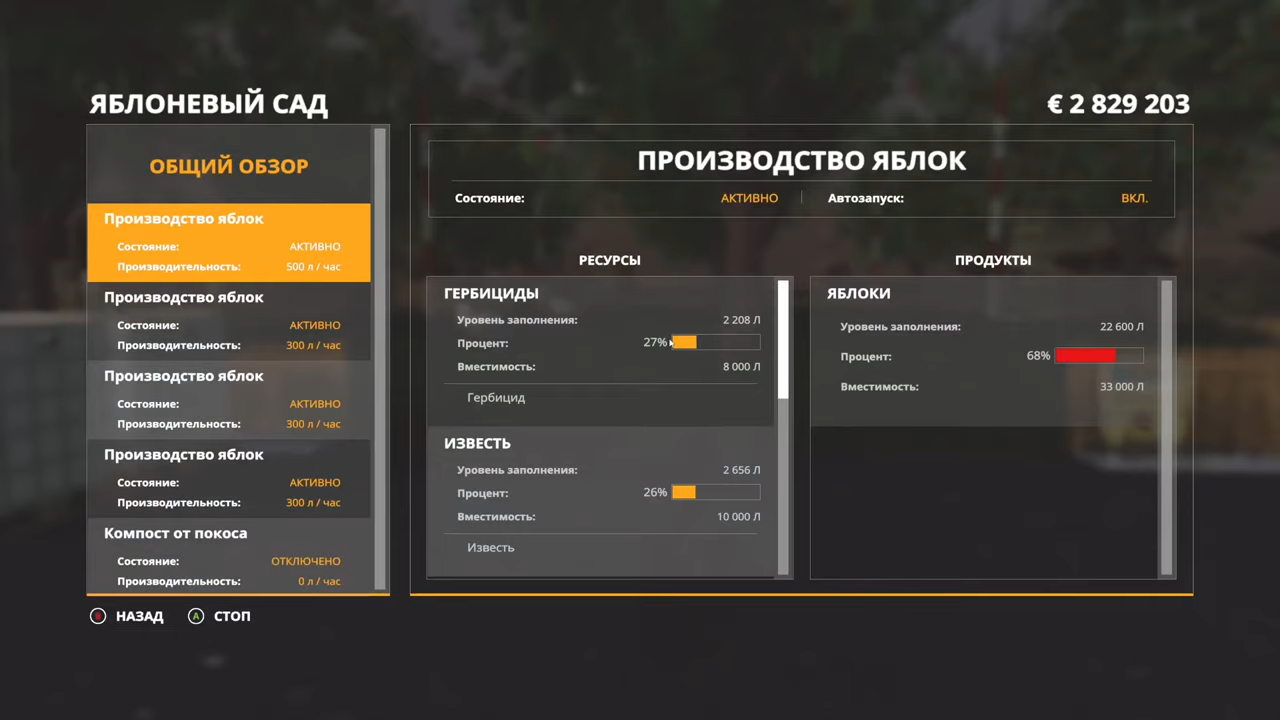 ЯБЛОНЕВЫЙ САД
€ 2 829 203
ОБЩИЙ ОБЗОР
Производство яблок
Состояние: АКТИВНО
Производительность: 500 л / час
Производство яблок
Состояние: АКТИВНО
Производительность: 300 л / час
Производство яблок
Состояние: АКТИВНО
Производительность: 300 л / час
Производство яблок
Состояние: АКТИВНО
Производительность: 300 л / час
Компост от покоса
Состояние: ОТКЛЮЧЕНО
Производительность: 0 л / час
ПРОИЗВОДСТВО ЯБЛОК
Состояние: АКТИВНО
Автозапуск: ВКЛ.
РЕСУРСЫ
ГЕРБИЦИДЫ
Уровень заполнения: 2 208 Л
Процент: 27%
Вместимость: 8 000 Л
Гербицид
ИЗВЕСТЬ
Уровень заполнения: 2 656 Л
Процент: 26%
Вместимость: 10 000 Л
Известь
ПРОДУКТЫ
ЯБЛОКИ
Уровень заполнения: 22 600 Л
Процент: 68%
Вместимость: 33 000 Л
B НАЗАД
A СТОП